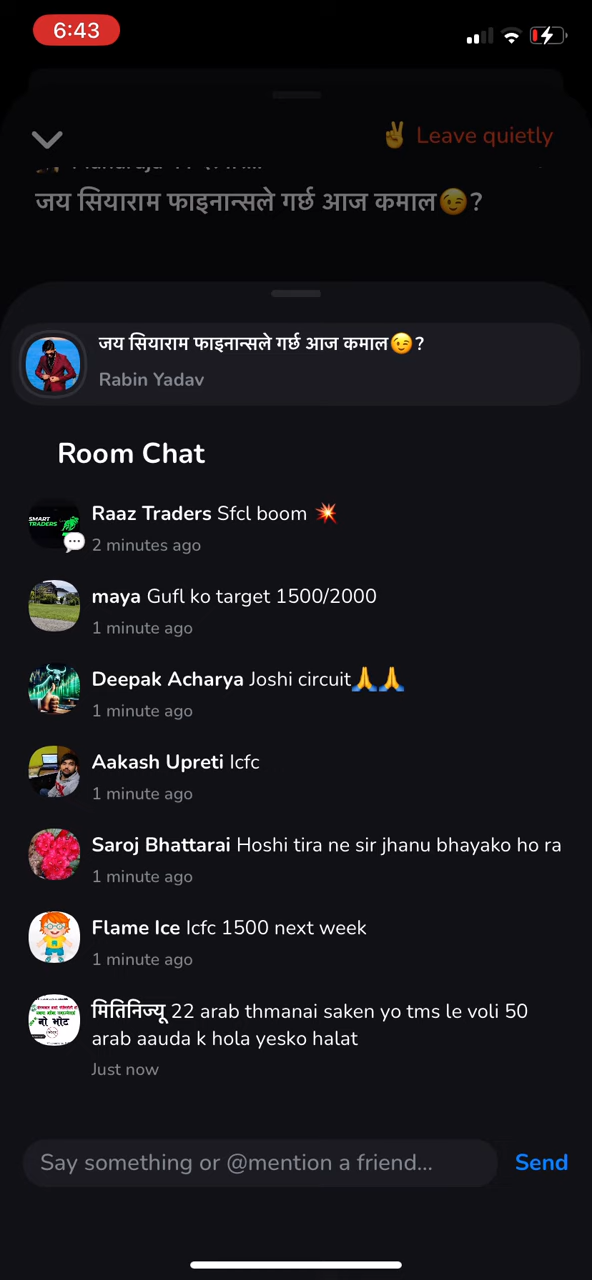 6:43
✌️ Leave quietly
जय सियाराम फाइनान्सले गर्छ आज कमाल😉?
जय सियाराम फाइनान्सले गर्छ आज कमाल😉?
Rabin Yadav
Room Chat
Raaz Traders Sfcl boom 💥
SMART
TRADERS
2 minutes ago
maya Gufl ko target 1500/2000
1 minute ago
Deepak Acharya Joshi circuit🙏🙏
1 minute ago
Aakash Upreti Icfc
1 minute ago
Saroj Bhattarai Hoshi tira ne sir jhanu bhayako ho ra
1 minute ago
Flame Ice Icfc 1500 next week
1 minute ago
मितिनिज्यू 22 arab thmanai saken yo tms le voli 50
arab aauda k hola yesko halat
नो भोट
Just now
Say something or @mention a friend...
Send